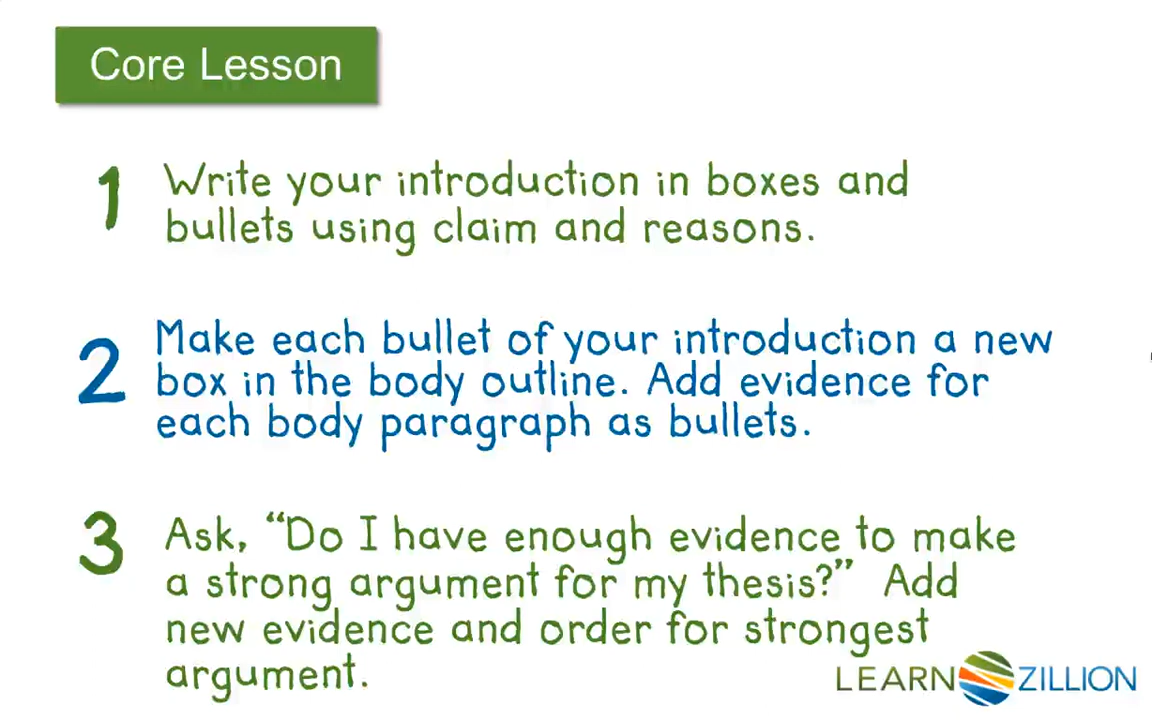 Core Lesson
1 Write your introduction in boxes and
bullets using claim and reasons.
2 Make each bullet of your introduction a new
box in the body outline. Add evidence for
each body paragraph as bullets.
3 Ask, “Do I have enough evidence to make
a strong argument for my thesis?” Add
new evidence and order for strongest
argument.
LEARN ZILLION